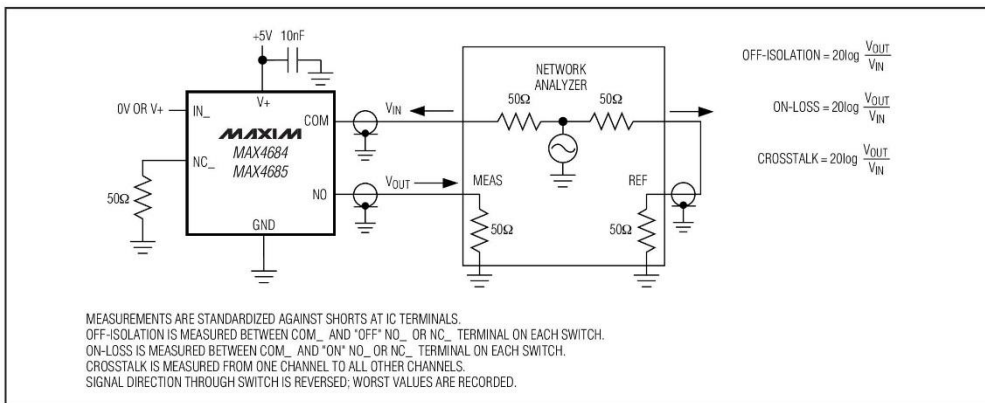 +5V 10nF
V+
0V OR V+ IN_
COM
MAXIM
MAX4684
MAX4685
NC_
50Ω
NO
GND
VIN
VOUT
NETWORK
ANALYZER
50Ω 50Ω
MEAS REF
50Ω 50Ω
OFF-ISOLATION = 20log VOUT
VIN
ON-LOSS = 20log VOUT
VIN
CROSSTALK = 20log VOUT
VIN
MEASUREMENTS ARE STANDARDIZED AGAINST SHORTS AT IC TERMINALS.
OFF-ISOLATION IS MEASURED BETWEEN COM_ AND "OFF" NO_ OR NC_ TERMINAL ON EACH SWITCH.
ON-LOSS IS MEASURED BETWEEN COM_ AND "ON" NO_ OR NC_ TERMINAL ON EACH SWITCH.
CROSSTALK IS MEASURED FROM ONE CHANNEL TO ALL OTHER CHANNELS.
SIGNAL DIRECTION THROUGH SWITCH IS REVERSED; WORST VALUES ARE RECORDED.